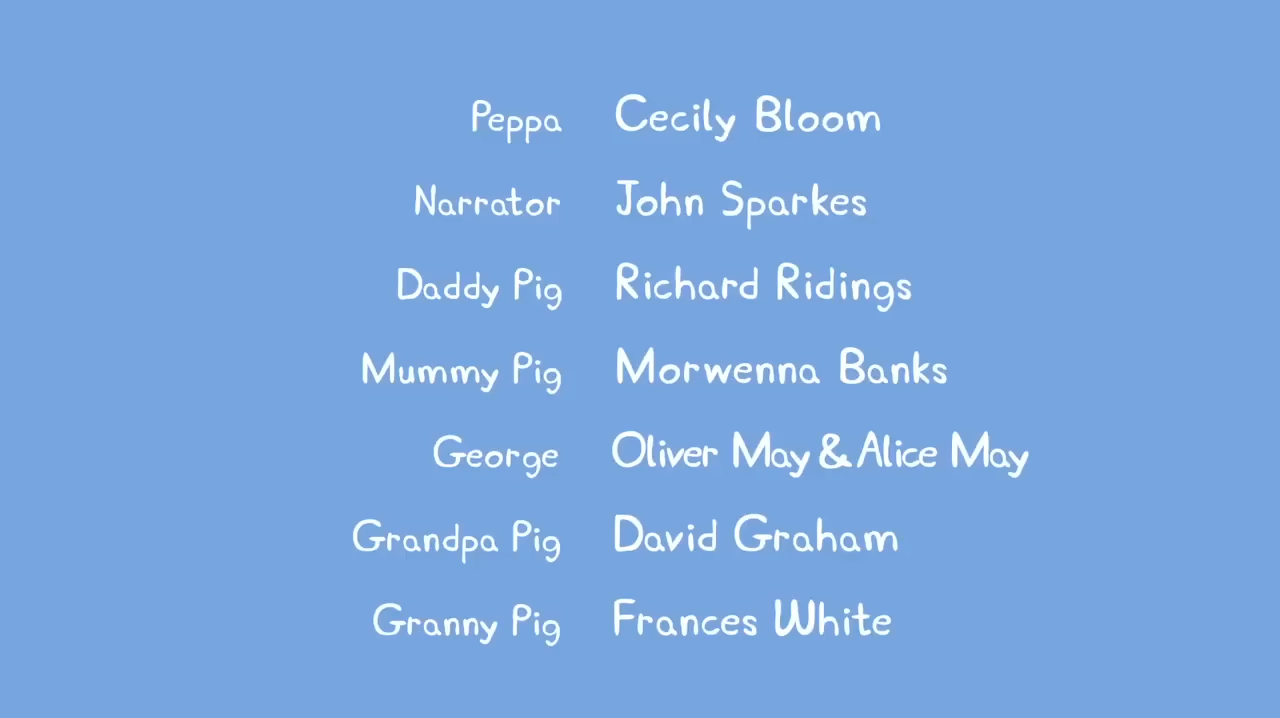 Peppa Cecily Bloom
Narrator John Sparkes
Daddy Pig Richard Ridings
Mummy Pig Morwenna Banks
George Oliver May & Alice May
Grandpa Pig David Graham
Granny Pig Frances White